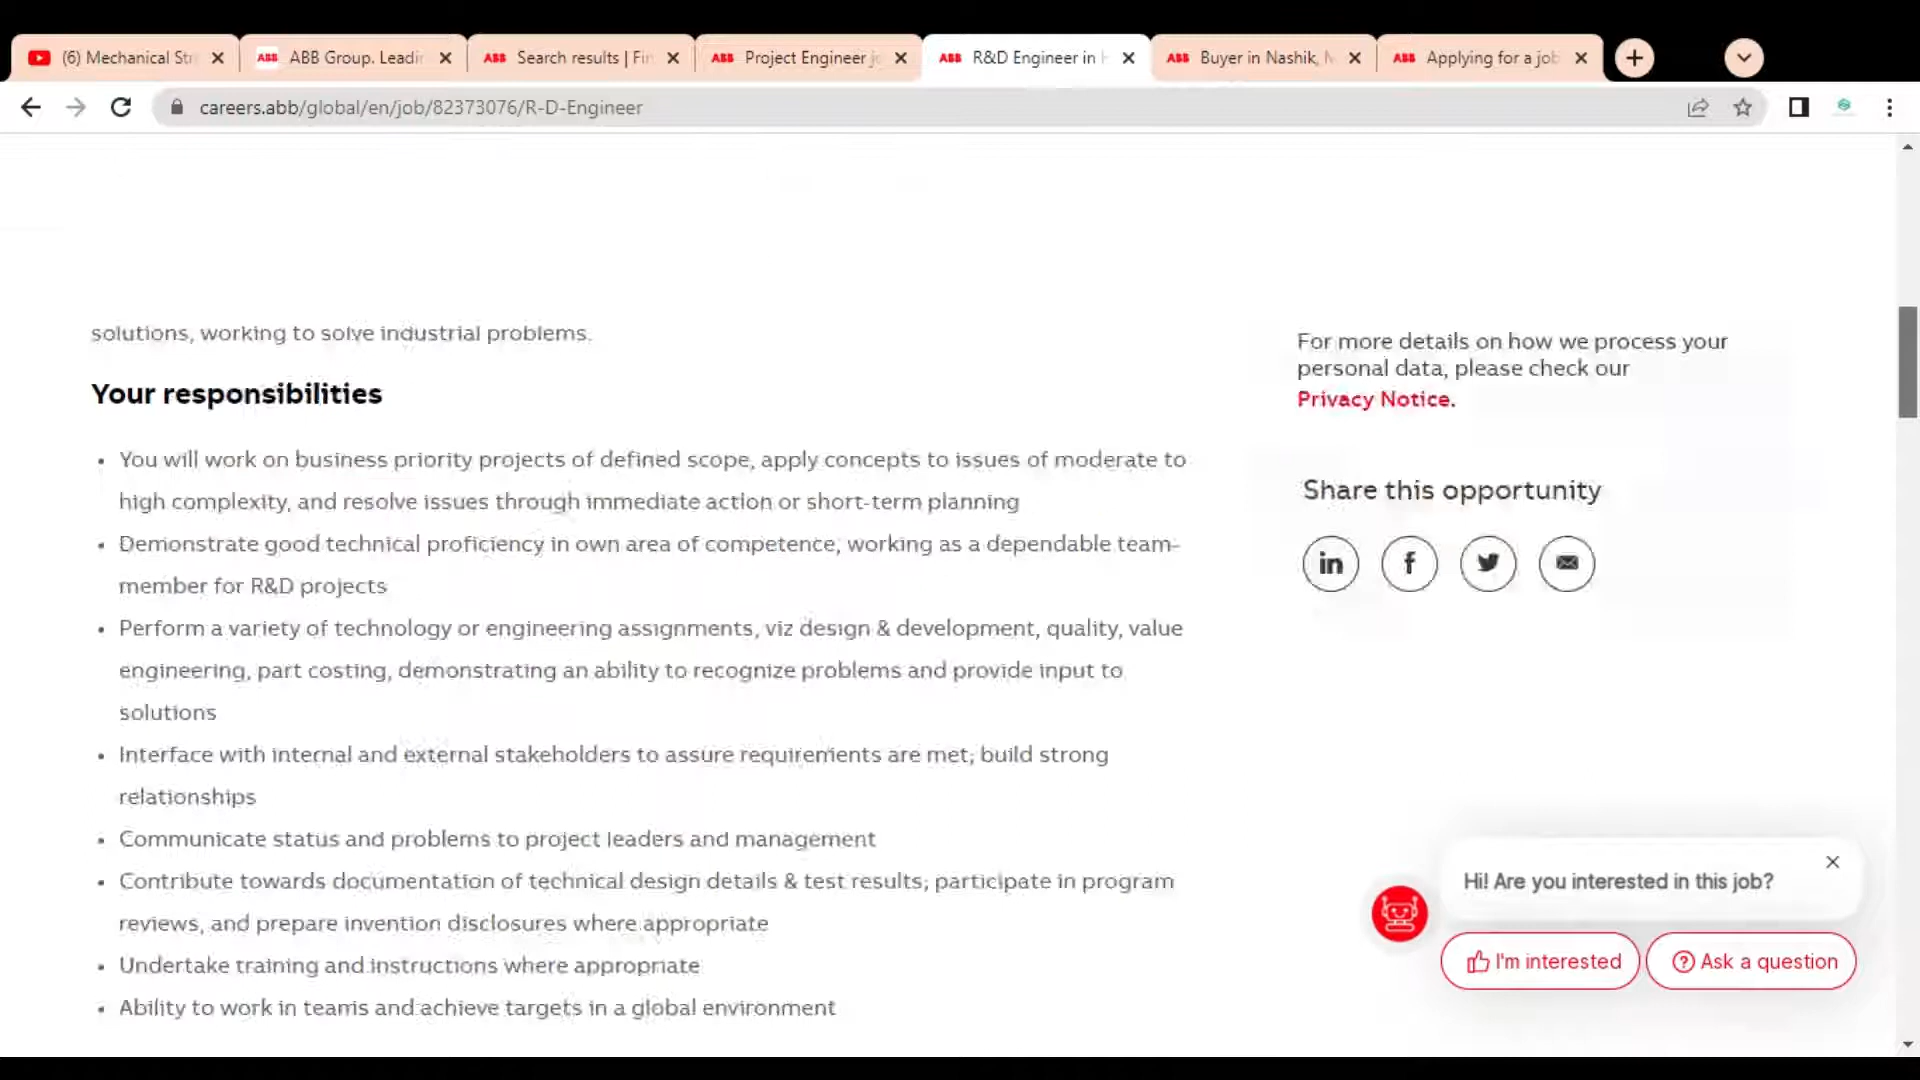 (6) Mechanical Str
ABB ABB Group. Leadi
ABB Search results | Fin
ABB Project Engineer j
ABB R&D Engineer in H
ABB Buyer in Nashik, M
ABB Applying for a job
careers.abb/global/en/job/82373076/R-D-Engineer
solutions, working to solve industrial problems.
Your responsibilities
• You will work on business priority projects of defined scope, apply concepts to issues of moderate to
high complexity, and resolve issues through immediate action or short-term planning
• Demonstrate good technical proficiency in own area of competence, working as a dependable team-
member for R&D projects
• Perform a variety of technology or engineering assignments, viz design & development, quality, value
engineering, part costing, demonstrating an ability to recognize problems and provide input to
solutions
• Interface with internal and external stakeholders to assure requirements are met; build strong
relationships
• Communicate status and problems to project leaders and management
• Contribute towards documentation of technical design details & test results; participate in program
reviews, and prepare invention disclosures where appropriate
• Undertake training and instructions where appropriate
• Ability to work in teams and achieve targets in a global environment
For more details on how we process your
personal data, please check our
Privacy Notice.
Share this opportunity
in
f
Hi! Are you interested in this job?
I'm interested
Ask a question